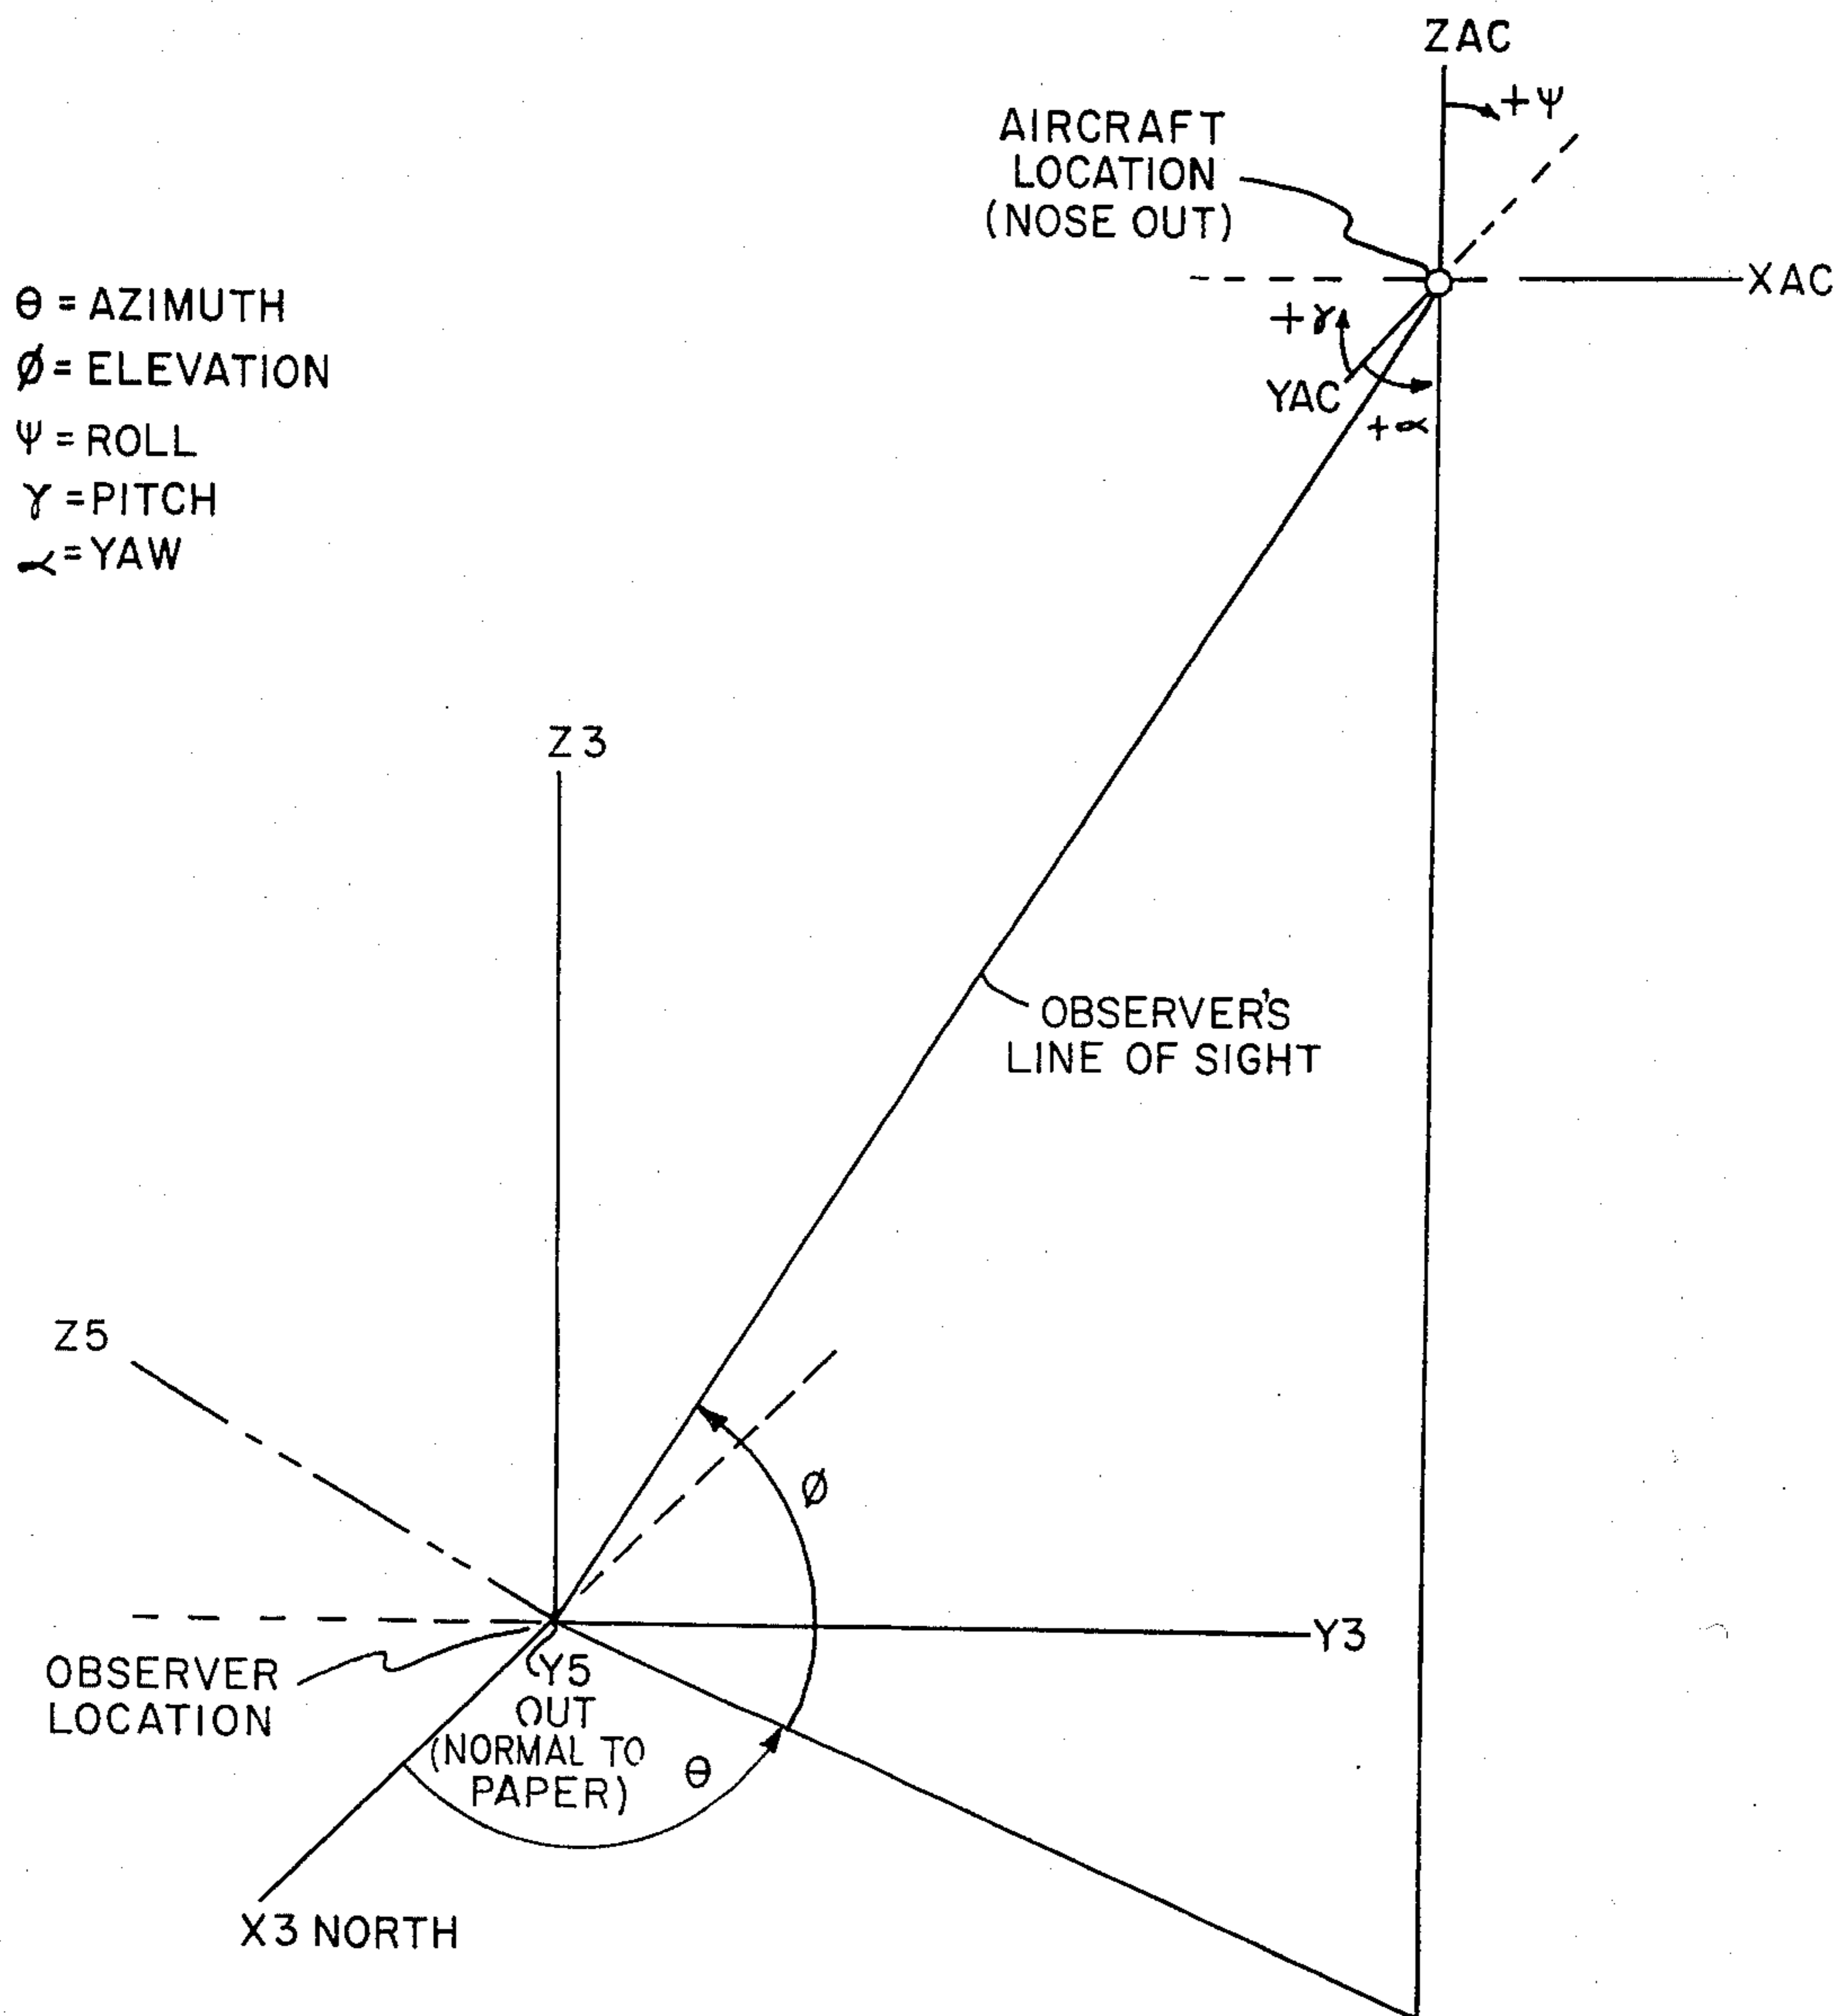 ZAC
+ψ
AIRCRAFT
LOCATION
(NOSE OUT)
XAC
θ = AZIMUTH
Ø = ELEVATION
Ψ = ROLL
γ = PITCH
α = YAW
+γ
YAC
+α
Z3
OBSERVER'S
LINE OF SIGHT
Z5
Ø
Y3
OBSERVER
LOCATION
Y5
OUT
(NORMAL TO
PAPER)
θ
X3 NORTH